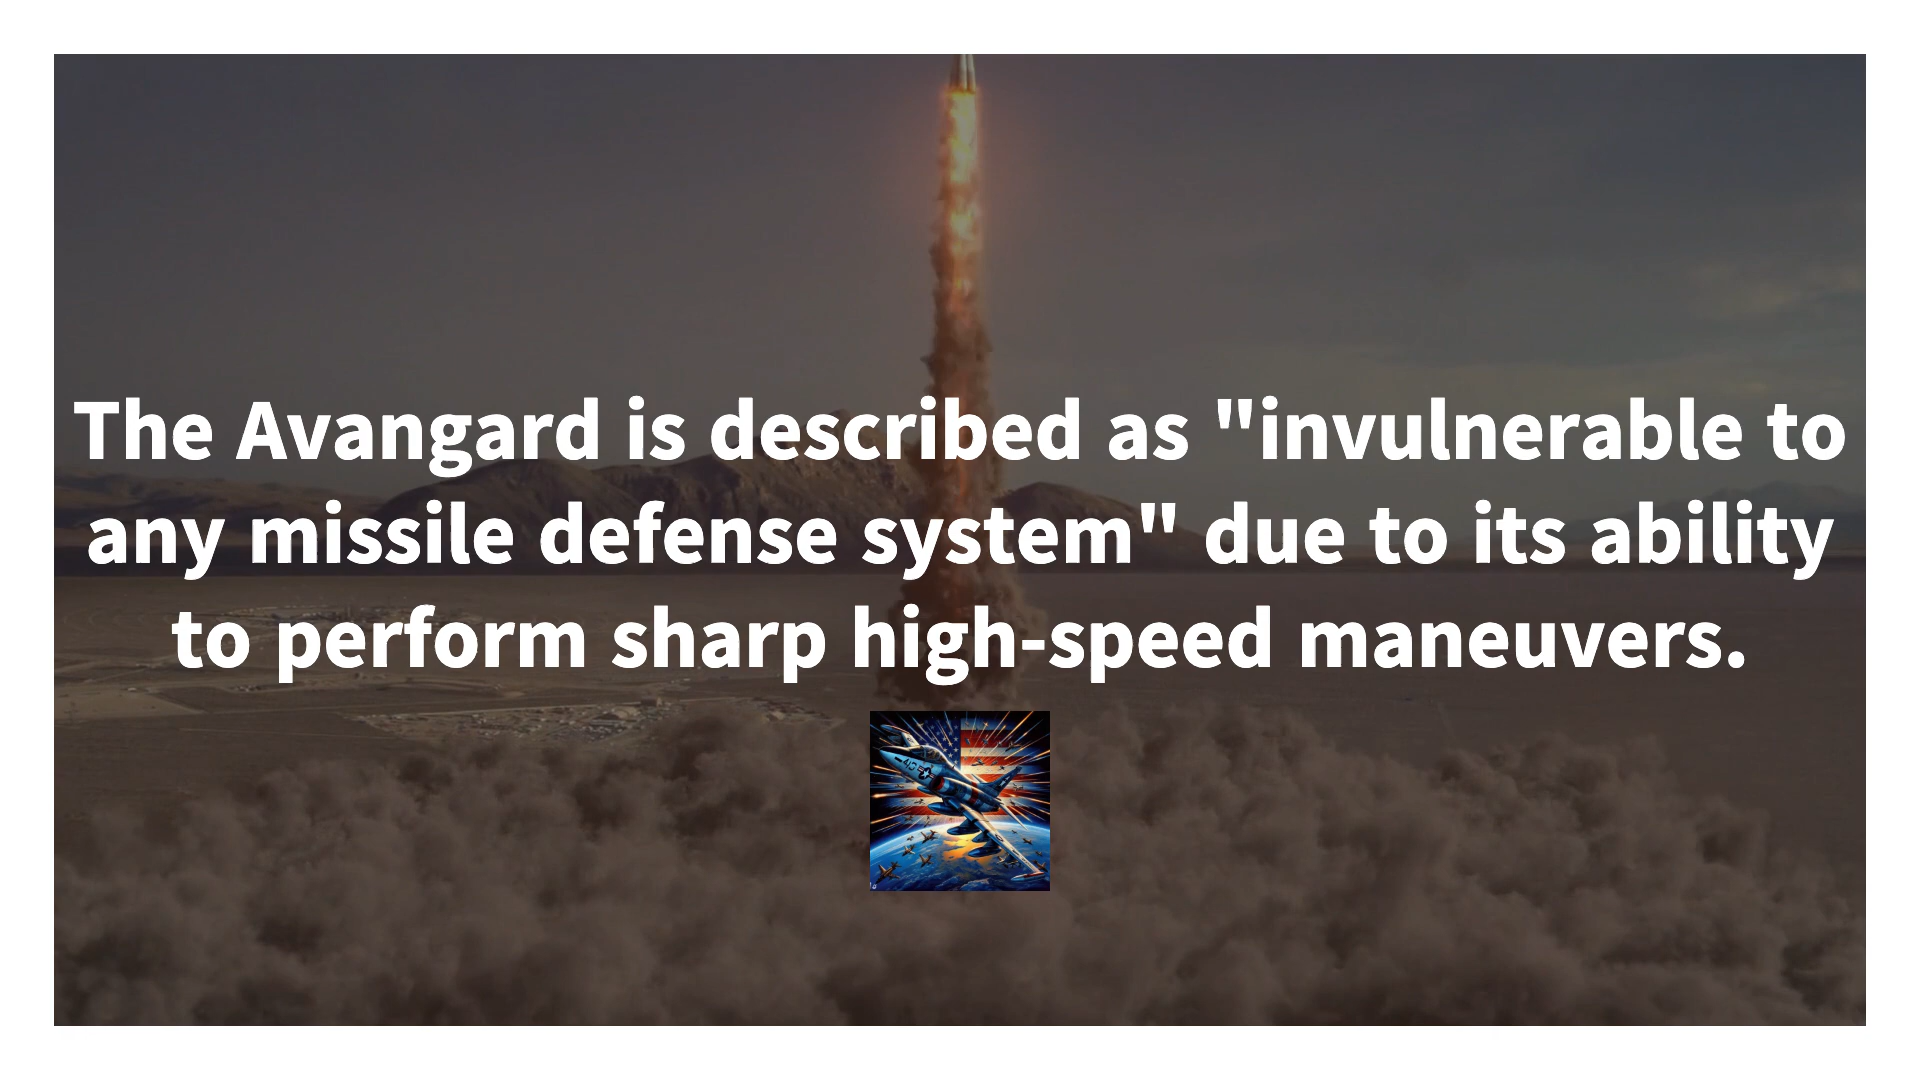 The Avangard is described as "invulnerable to
any missile defense system" due to its ability
to perform sharp high-speed maneuvers.